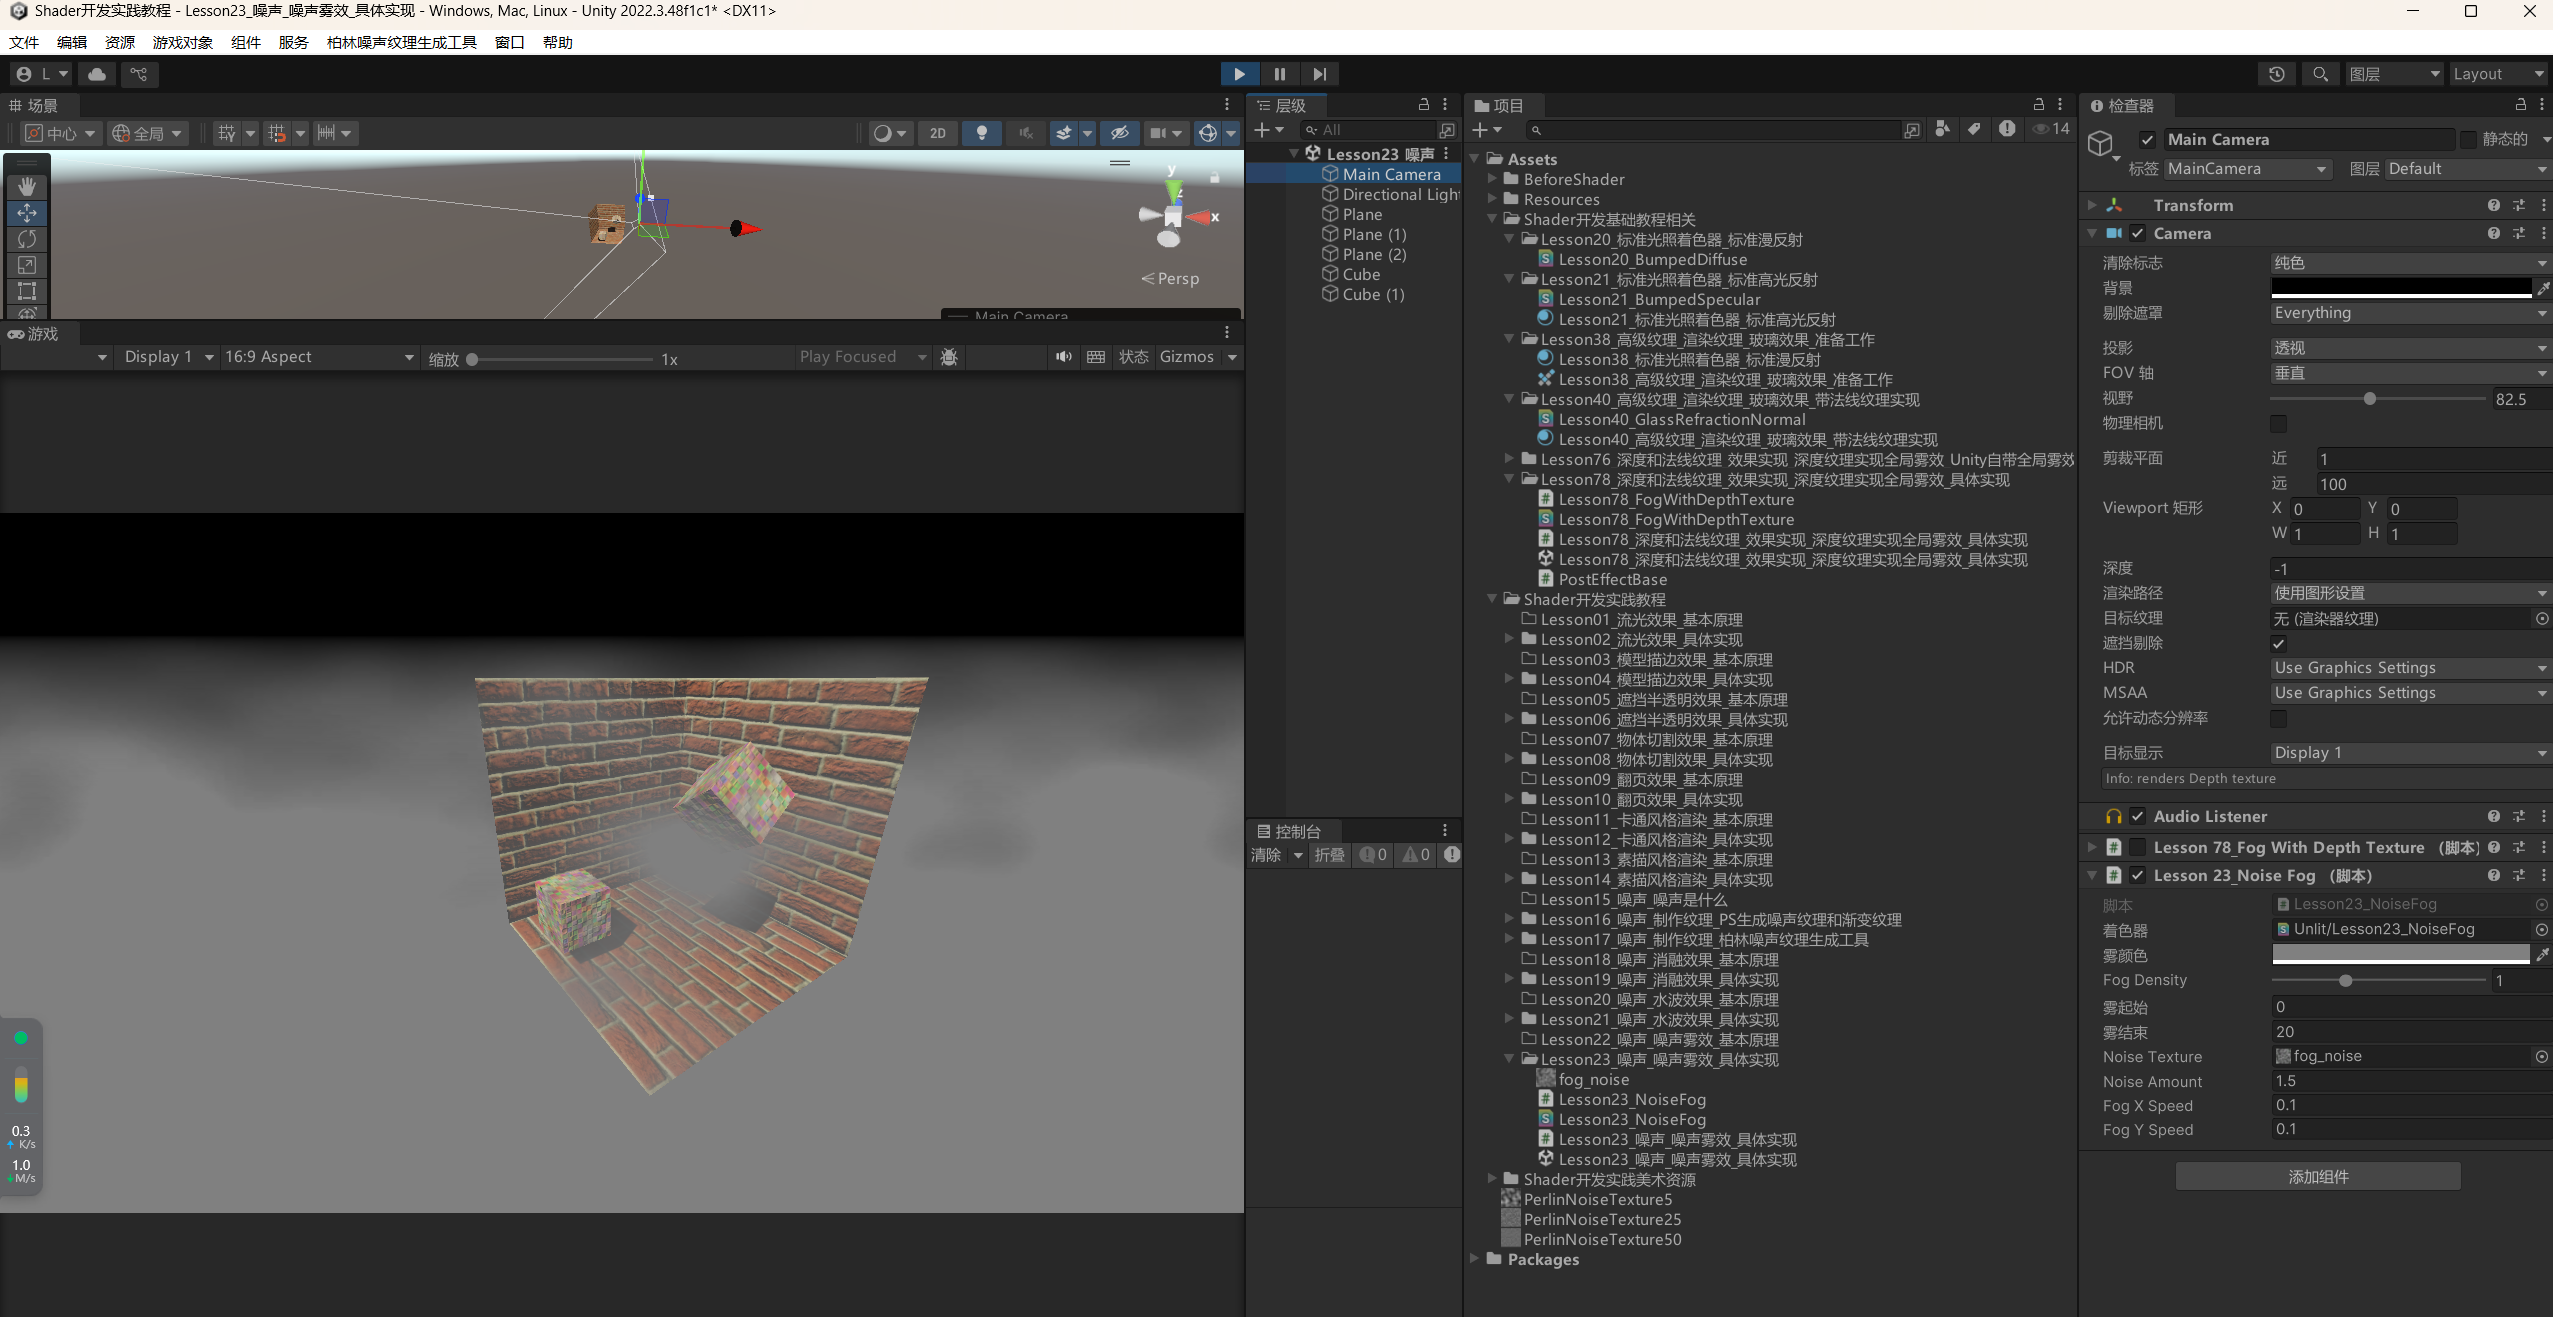 Shader开发实践教程 - Lesson23_噪声_噪声雾效_具体实现 - Windows, Mac, Linux - Unity 2022.3.48f1c1* <DX11>
文件 编辑 资源 游戏对象 组件 服务 柏林噪声纹理生成工具 窗口 帮助
L
图层 Layout
场景
中心 全局 2D
y
x
Persp
Main Camera
游戏
Display 1 16:9 Aspect 缩放 1x Play Focused 状态 Gizmos
0.3
K/s
1.0
M/s
层级
All
Lesson23_噪声
Main Camera
Directional Light
Plane
Plane (1)
Plane (2)
Cube
Cube (1)
控制台
清除 折叠 0 0
项目
14
Assets
BeforeShader
Resources
Shader开发基础教程相关
Lesson20_标准光照着色器_标准漫反射
Lesson20_BumpedDiffuse
Lesson21_标准光照着色器_标准高光反射
Lesson21_BumpedSpecular
Lesson21_标准光照着色器_标准高光反射
Lesson38_高级纹理_渲染纹理_玻璃效果_准备工作
Lesson38_标准光照着色器_标准漫反射
Lesson38_高级纹理_渲染纹理_玻璃效果_准备工作
Lesson40_高级纹理_渲染纹理_玻璃效果_带法线纹理实现
Lesson40_GlassRefractionNormal
Lesson40_高级纹理_渲染纹理_玻璃效果_带法线纹理实现
Lesson76_深度和法线纹理_效果实现_深度纹理实现全局雾效_Unity自带全局雾效
Lesson78_深度和法线纹理_效果实现_深度纹理实现全局雾效_具体实现
Lesson78_FogWithDepthTexture
Lesson78_FogWithDepthTexture
Lesson78_深度和法线纹理_效果实现_深度纹理实现全局雾效_具体实现
Lesson78_深度和法线纹理_效果实现_深度纹理实现全局雾效_具体实现
PostEffectBase
Shader开发实践教程
Lesson01_流光效果_基本原理
Lesson02_流光效果_具体实现
Lesson03_模型描边效果_基本原理
Lesson04_模型描边效果_具体实现
Lesson05_遮挡半透明效果_基本原理
Lesson06_遮挡半透明效果_具体实现
Lesson07_物体切割效果_基本原理
Lesson08_物体切割效果_具体实现
Lesson09_翻页效果_基本原理
Lesson10_翻页效果_具体实现
Lesson11_卡通风格渲染_基本原理
Lesson12_卡通风格渲染_具体实现
Lesson13_素描风格渲染_基本原理
Lesson14_素描风格渲染_具体实现
Lesson15_噪声_噪声是什么
Lesson16_噪声_制作纹理_PS生成噪声纹理和渐变纹理
Lesson17_噪声_制作纹理_柏林噪声纹理生成工具
Lesson18_噪声_消融效果_基本原理
Lesson19_噪声_消融效果_具体实现
Lesson20_噪声_水波效果_基本原理
Lesson21_噪声_水波效果_具体实现
Lesson22_噪声_噪声雾效_基本原理
Lesson23_噪声_噪声雾效_具体实现
fog_noise
Lesson23_NoiseFog
Lesson23_NoiseFog
Lesson23_噪声_噪声雾效_具体实现
Lesson23_噪声_噪声雾效_具体实现
Shader开发实践美术资源
PerlinNoiseTexture5
PerlinNoiseTexture25
PerlinNoiseTexture50
Packages
检查器
Main Camera 静态的
标签 MainCamera 图层 Default
Transform
Camera
清除标志 纯色
背景
剔除遮罩 Everything
投影 透视
FOV 轴 垂直
视野 82.5
物理相机
剪裁平面 近 1
远 100
Viewport 矩形 X 0 Y 0
W 1 H 1
深度 -1
渲染路径 使用图形设置
目标纹理 无 (渲染器纹理)
遮挡剔除
HDR Use Graphics Settings
MSAA Use Graphics Settings
允许动态分辨率
目标显示 Display 1
Info: renders Depth texture
Audio Listener
Lesson 78_Fog With Depth Texture （脚本）
Lesson 23_Noise Fog （脚本）
脚本 Lesson23_NoiseFog
着色器 Unlit/Lesson23_NoiseFog
雾颜色
Fog Density 1
雾起始 0
雾结束 20
Noise Texture fog_noise
Noise Amount 1.5
Fog X Speed 0.1
Fog Y Speed 0.1
添加组件